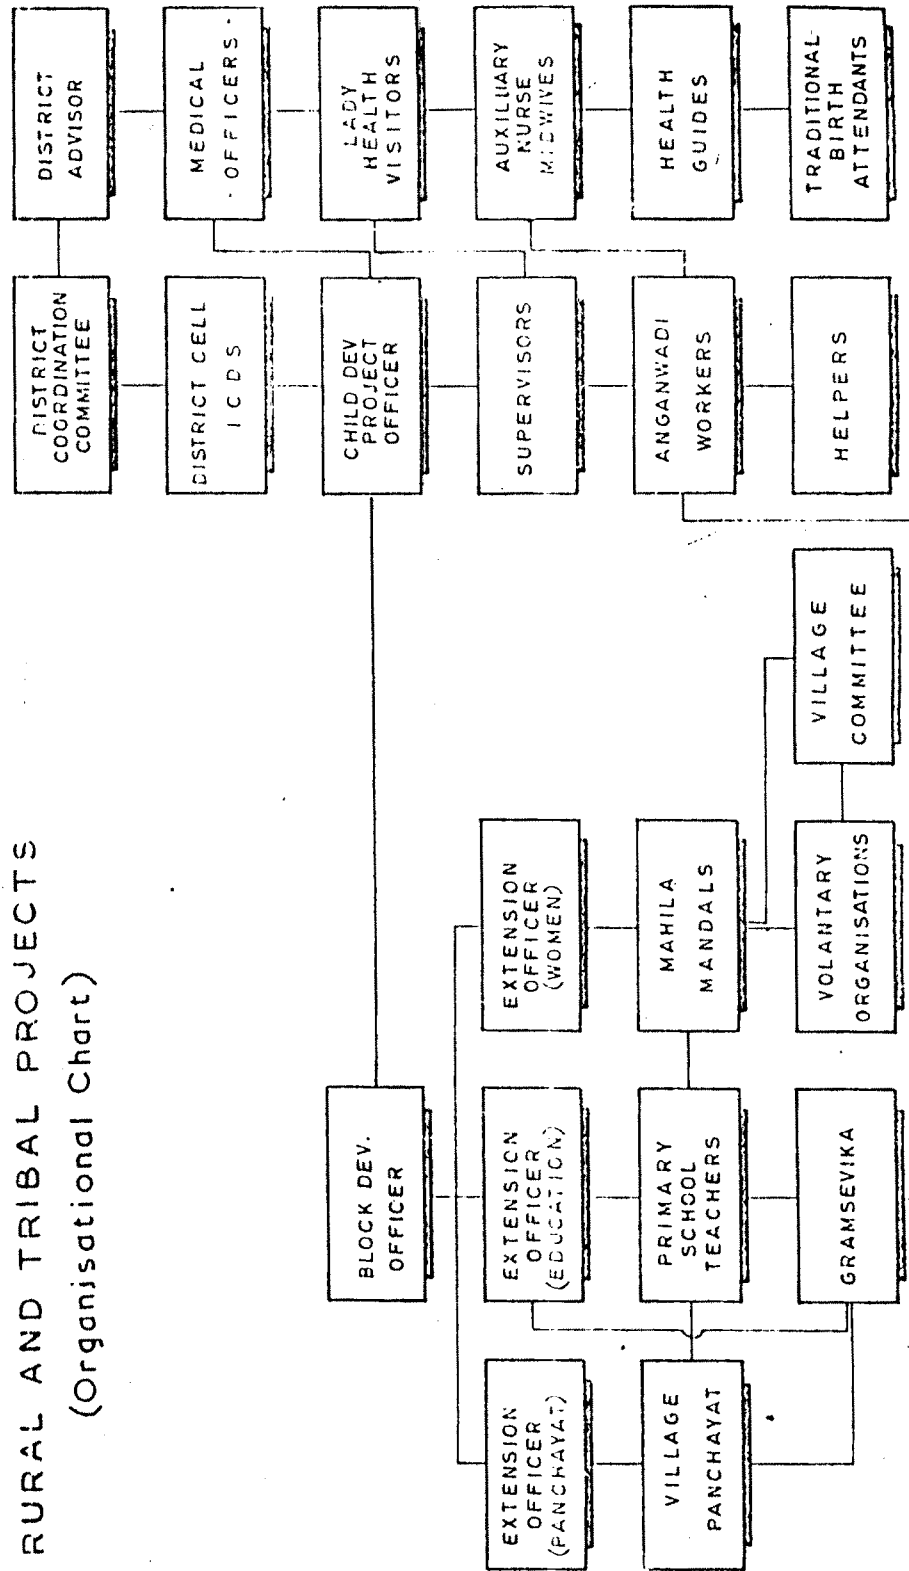 RURAL AND TRIBAL PROJECTS
(Organisational Chart)
DISTRICT
COORDINATION
COMMITTEE
DISTRICT
ADVISOR
DISTRICT CELL
I C D S
MEDICAL
OFFICERS
BLOCK DEV.
OFFICER
CHILD DEV
PROJECT
OFFICER
LADY
HEALTH
VISITORS
EXTENSION
OFFICER
(PANCHAYAT)
EXTENSION
OFFICER
(EDUCATION)
EXTENSION
OFFICER
(WOMEN)
SUPERVISORS
AUXILLIARY
NURSE
MIDWIVES
VILLAGE
PANCHAYAT
PRIMARY
SCHOOL
TEACHERS
MAHILA
MANDALS
ANGANWADI
WORKERS
HEALTH
GUIDES
GRAMSEVIKA
VOLANTARY
ORGANISATIONS
VILLAGE
COMMITTEE
HELPERS
TRADITIONAL
BIRTH
ATTENDANTS